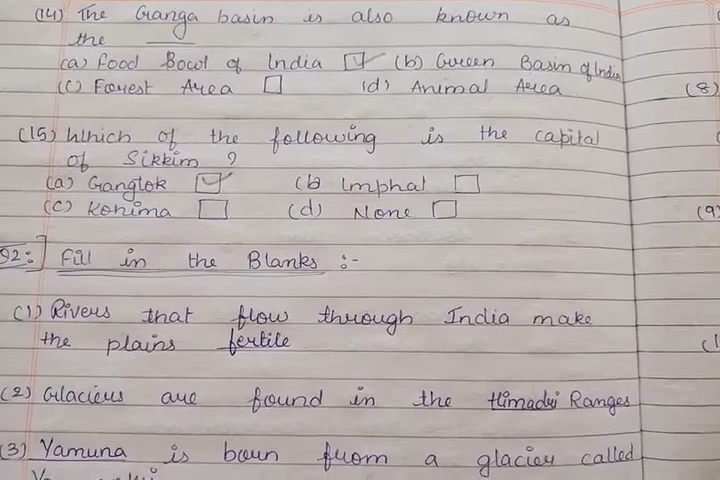 (14) The Ganga basin is also known as
the ____
(a) Food Bowl of India ☑ (b) Green Basin of India
(c) Forest Area ☐ (d) Animal Area
(15) Which of the following is the capital
of Sikkim ?
(a) Gangtok ☑ (b Imphal ☐
(c) Kohima ☐ (d) None ☐
Q2:] Fill in the Blanks :-
(1) Rivers that flow through India make
the plains fertile
(2) Glaciers are found in the Himadri Ranges
(3) Yamuna is born from a glacier called
(8)
(9)